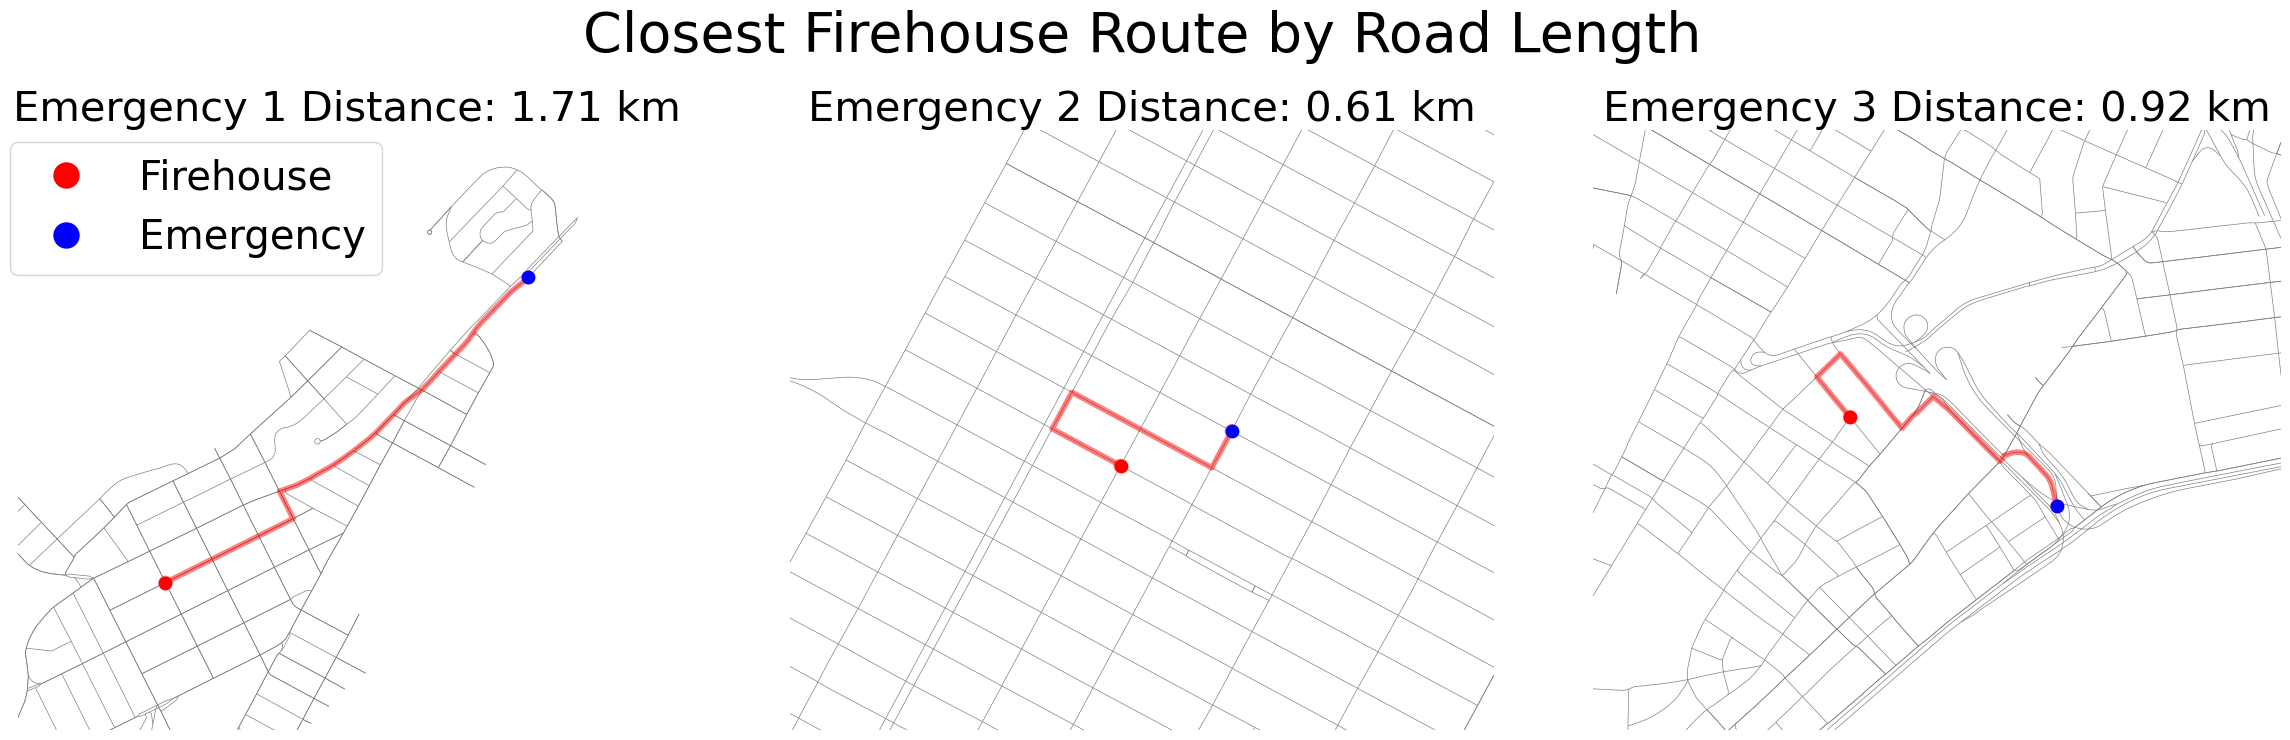 Closest Firehouse Route by Road Length
Emergency 1 Distance: 1.71 km
Emergency 2 Distance: 0.61 km
Emergency 3 Distance: 0.92 km
Firehouse
Emergency